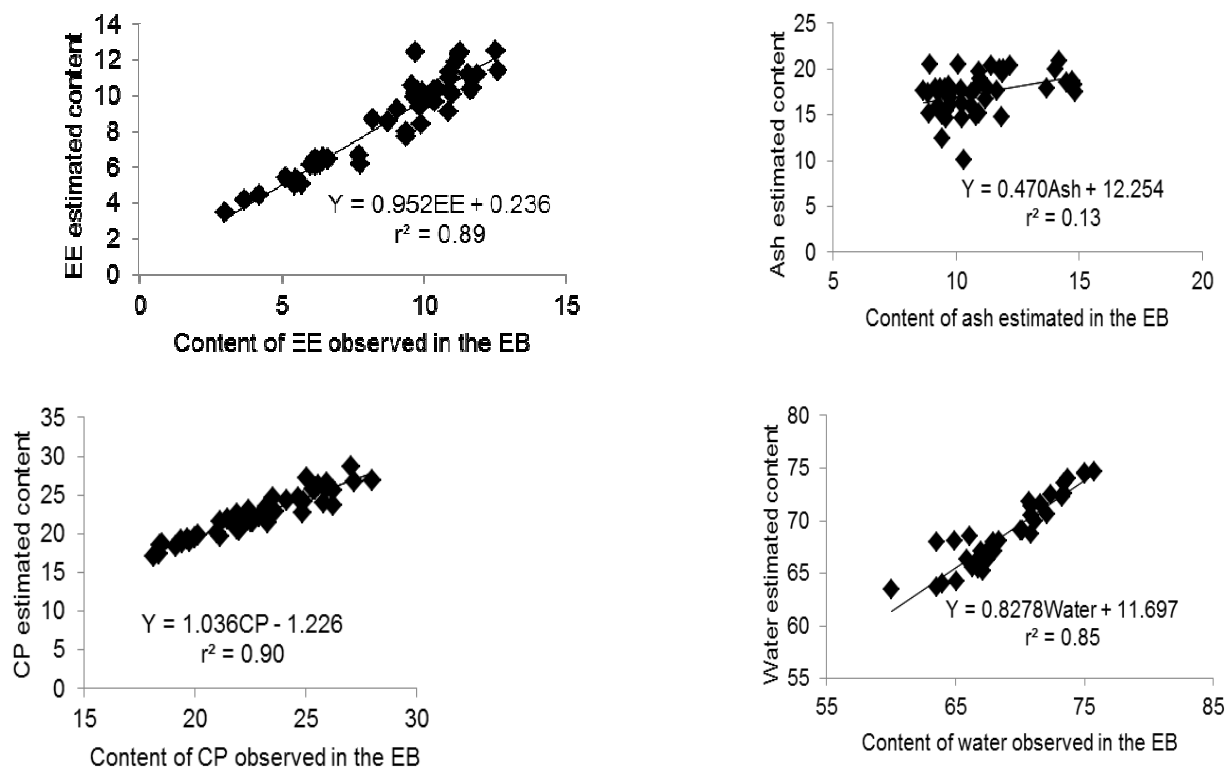 EE estimated content
14
12
10
8
6
4
2
0
0 5 10 15
Y = 0.952EE + 0.236
r² = 0.89
Content of EE observed in the EB
Ash estimated content
25
20
15
10
5
0
5 10 15 20
Y = 0.470Ash + 12.254
r² = 0.13
Content of ash estimated in the EB
CP estimated content
35
30
25
20
15
10
5
0
15 20 25 30
Y = 1.036CP - 1.226
r² = 0.90
Content of CP observed in the EB
Water estimated content
80
75
70
65
60
55
55 65 75 85
Y = 0.8278Water + 11.697
r² = 0.85
Content of water observed in the EB